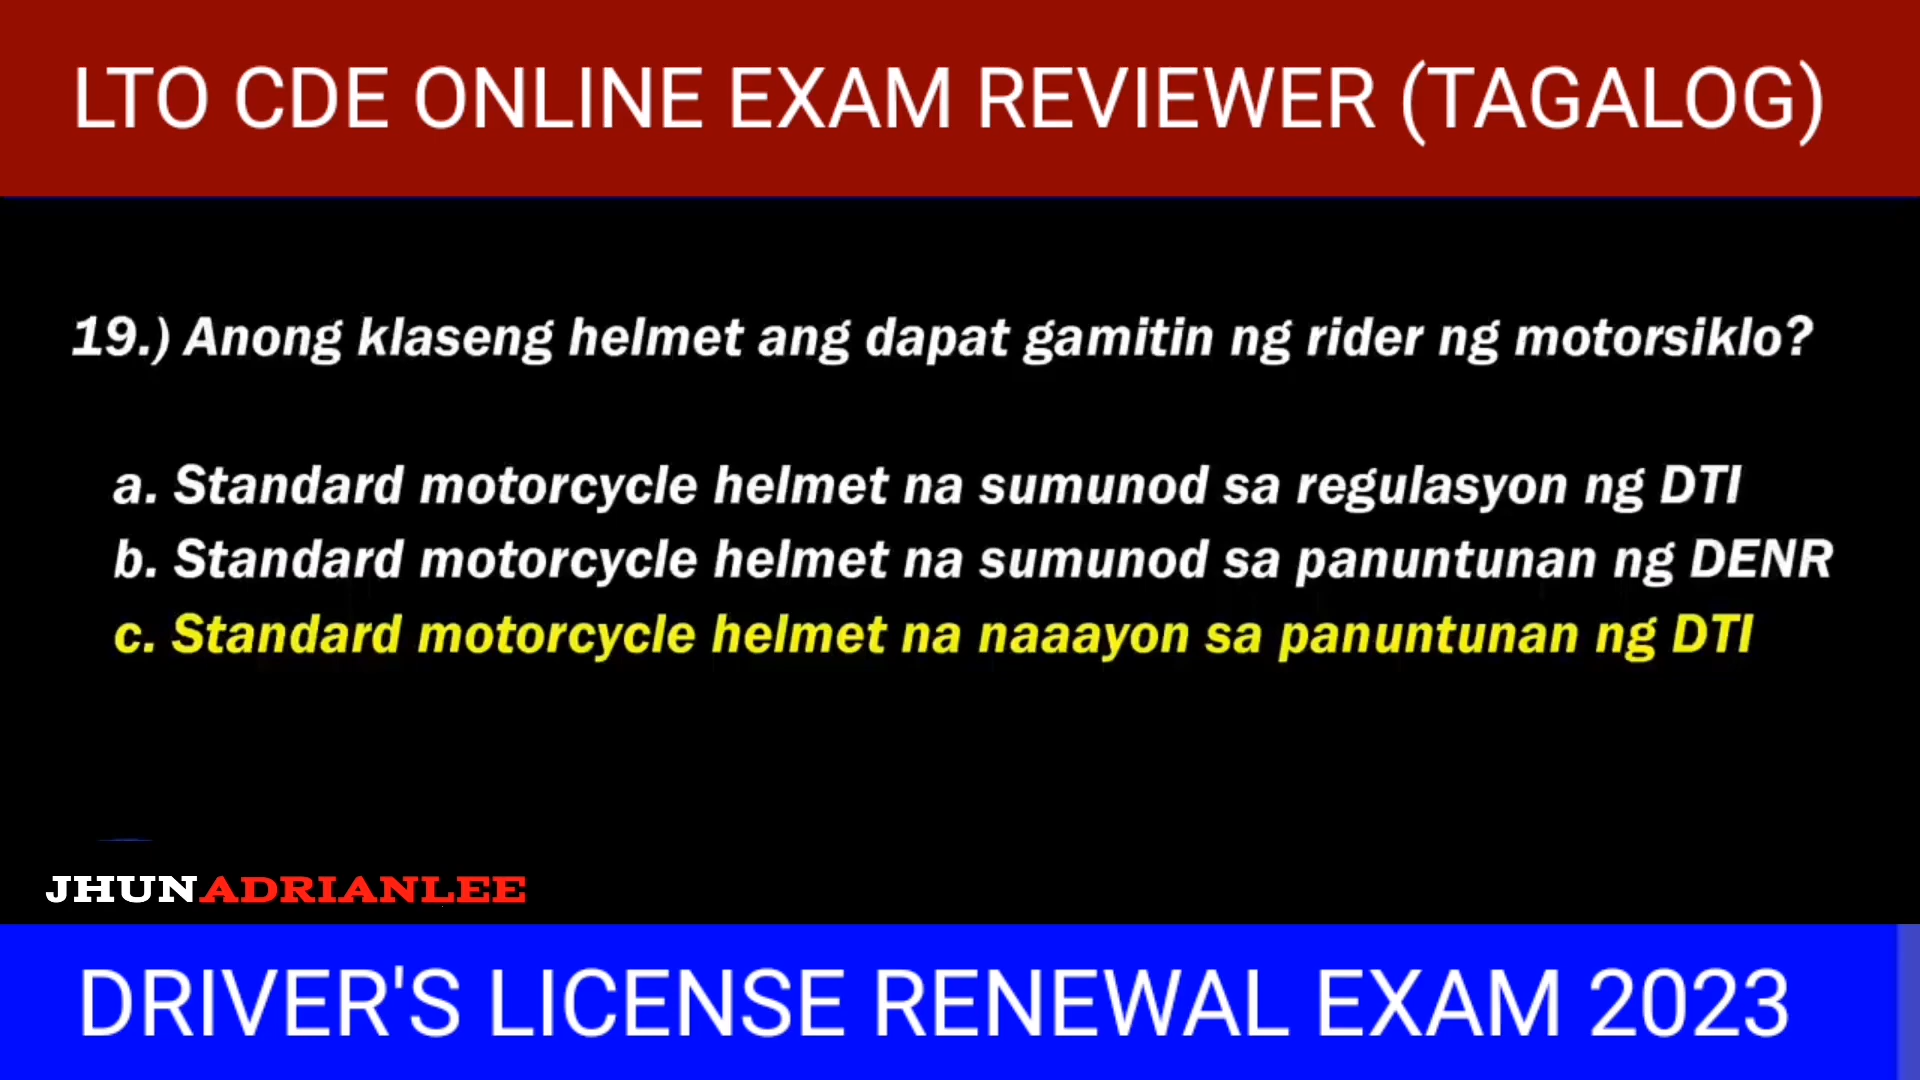 LTO CDE ONLINE EXAM REVIEWER (TAGALOG)
19.) Anong klaseng helmet ang dapat gamitin ng rider ng motorsiklo?
a. Standard motorcycle helmet na sumunod sa regulasyon ng DTI
b. Standard motorcycle helmet na sumunod sa panuntunan ng DENR
c. Standard motorcycle helmet na naaayon sa panuntunan ng DTI
JHUNADRIANLEE
DRIVER'S LICENSE RENEWAL EXAM 2023